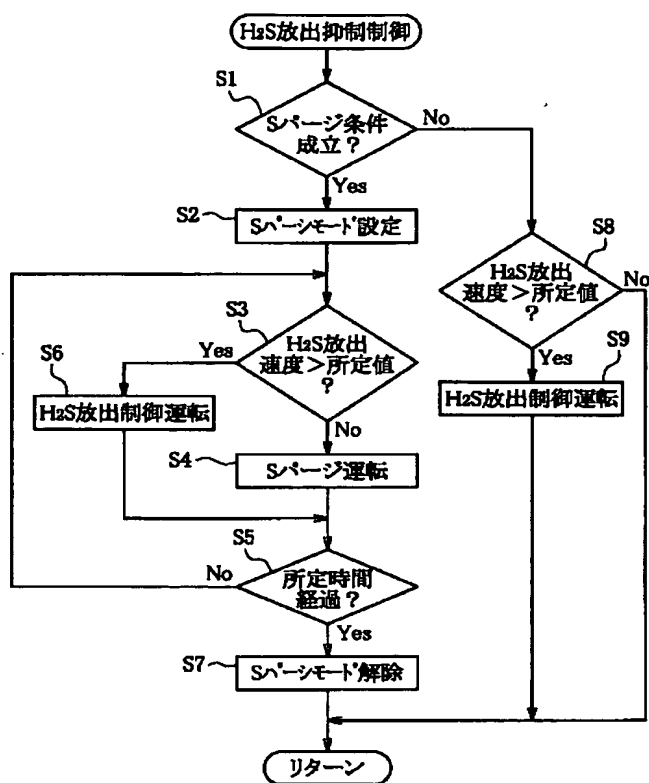 H2S放出抑制制御
S1
Sパージ条件
成立？
No
Yes
S2
Sパージモード設定
S8
H2S放出
速度＞所定値
？
No
Yes
S3
H2S放出
速度＞所定値
？
Yes
No
S6
H2S放出制御運転
S9
H2S放出制御運転
S4
Sパージ運転
S5
所定時間
経過？
No
Yes
S7
Sパージモード解除
リターン